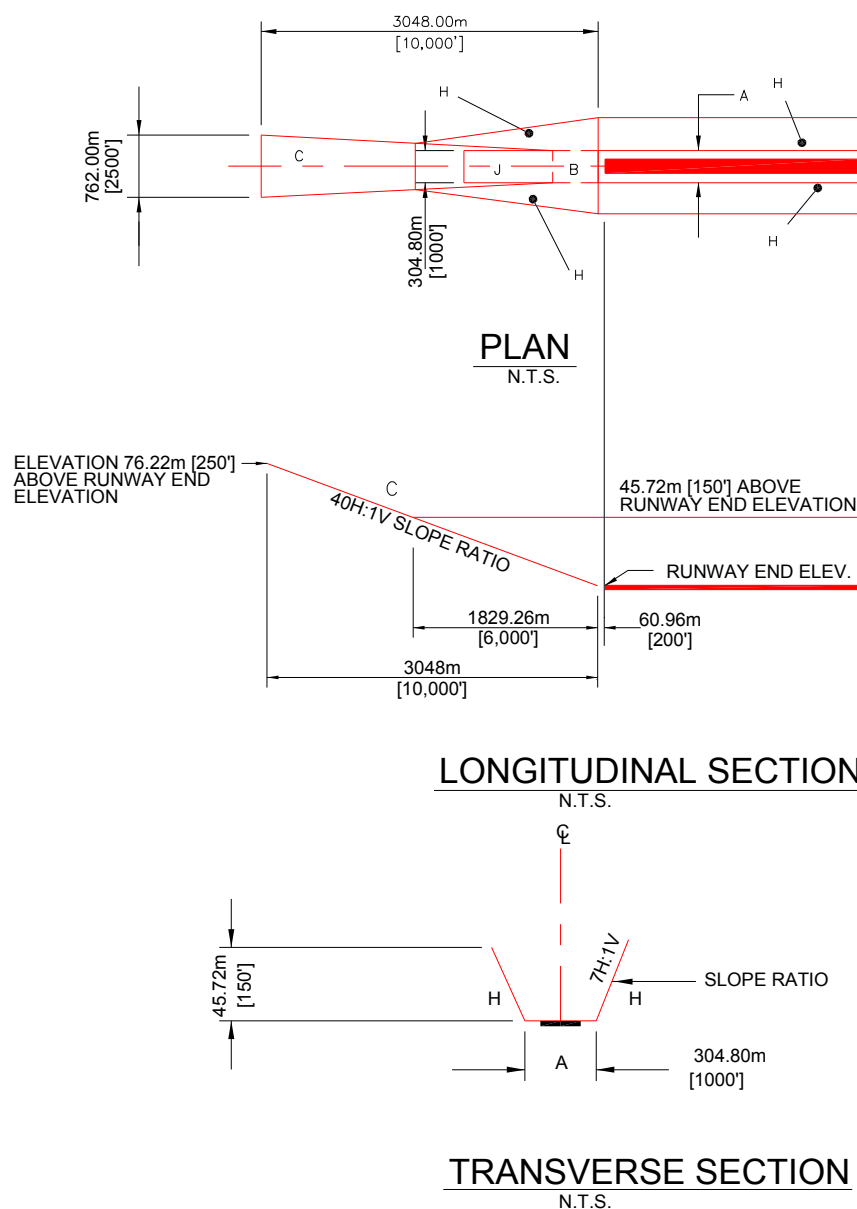 3048.00m
[10,000']
H
H
A
762.00m
[2500']
C
J
B
304.80m
[1000']
H
H
PLAN
N.T.S.
ELEVATION 76.22m [250']
ABOVE RUNWAY END
ELEVATION
C
40H:1V SLOPE RATIO
45.72m [150'] ABOVE
RUNWAY END ELEVATION
RUNWAY END ELEV.
1829.26m
[6,000']
60.96m
[200']
3048m
[10,000']
LONGITUDINAL SECTION
N.T.S.
℄
45.72m
[150']
H
7H:1V
H
SLOPE RATIO
A
304.80m
[1000']
TRANSVERSE SECTION
N.T.S.